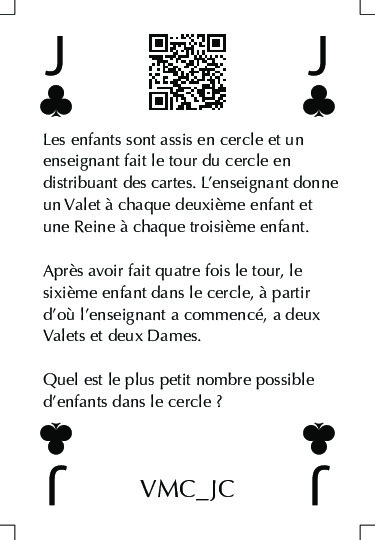 J J
Les enfants sont assis en cercle et un
enseignant fait le tour du cercle en
distribuant des cartes. L'enseignant donne
un Valet à chaque deuxième enfant et
une Reine à chaque troisième enfant.
Après avoir fait quatre fois le tour, le
sixième enfant dans le cercle, à partir
d'où l'enseignant a commencé, a deux
Valets et deux Dames.
Quel est le plus petit nombre possible
d'enfants dans le cercle ?
J VMC_JC J